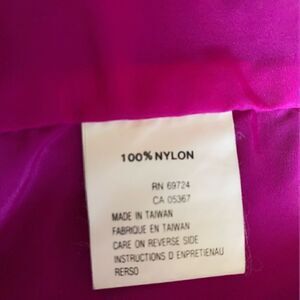 100% NYLON
RN 69724
CA 05367
MADE IN TAIWAN
FABRIQUE EN TAIWAN
CARE ON REVERSE SIDE
INSTRUCTIONS D ENPRETIENAU
RERSO